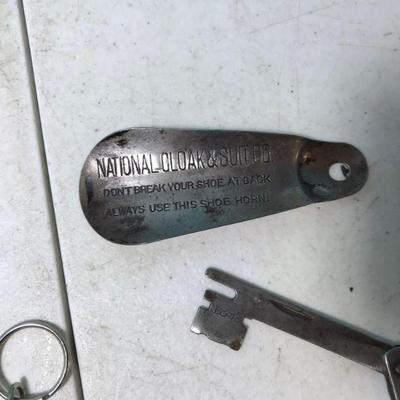 NATIONAL CLOAK & SUIT CO.
DON'T BREAK YOUR SHOE AT BACK
ALWAYS USE THIS SHOE HORN.